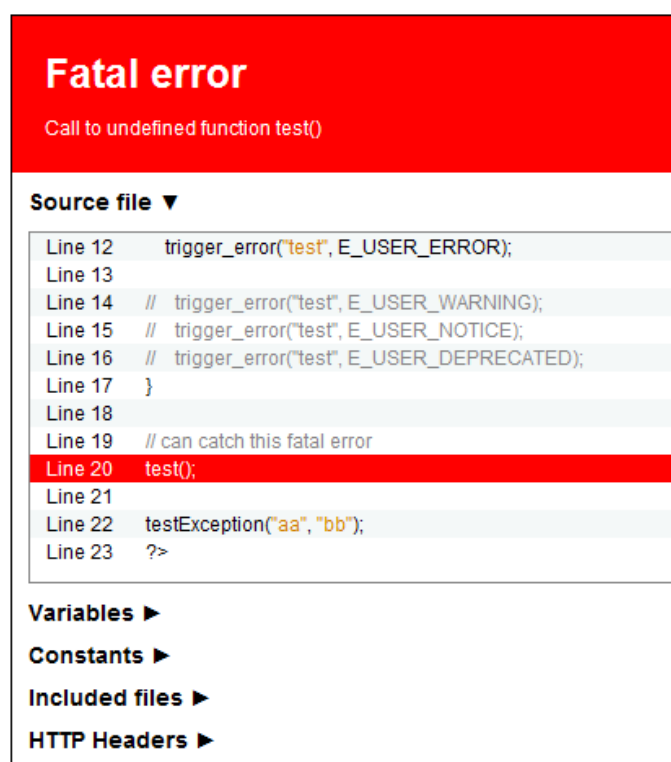 Fatal error
Call to undefined function test()
Source file ▼
Line 12 trigger_error("test", E_USER_ERROR);
Line 13
Line 14 // trigger_error("test", E_USER_WARNING);
Line 15 // trigger_error("test", E_USER_NOTICE);
Line 16 // trigger_error("test", E_USER_DEPRECATED);
Line 17 }
Line 18
Line 19 // can catch this fatal error
Line 20 test();
Line 21
Line 22 testException("aa", "bb");
Line 23 ?>
Variables ►
Constants ►
Included files ►
HTTP Headers ►